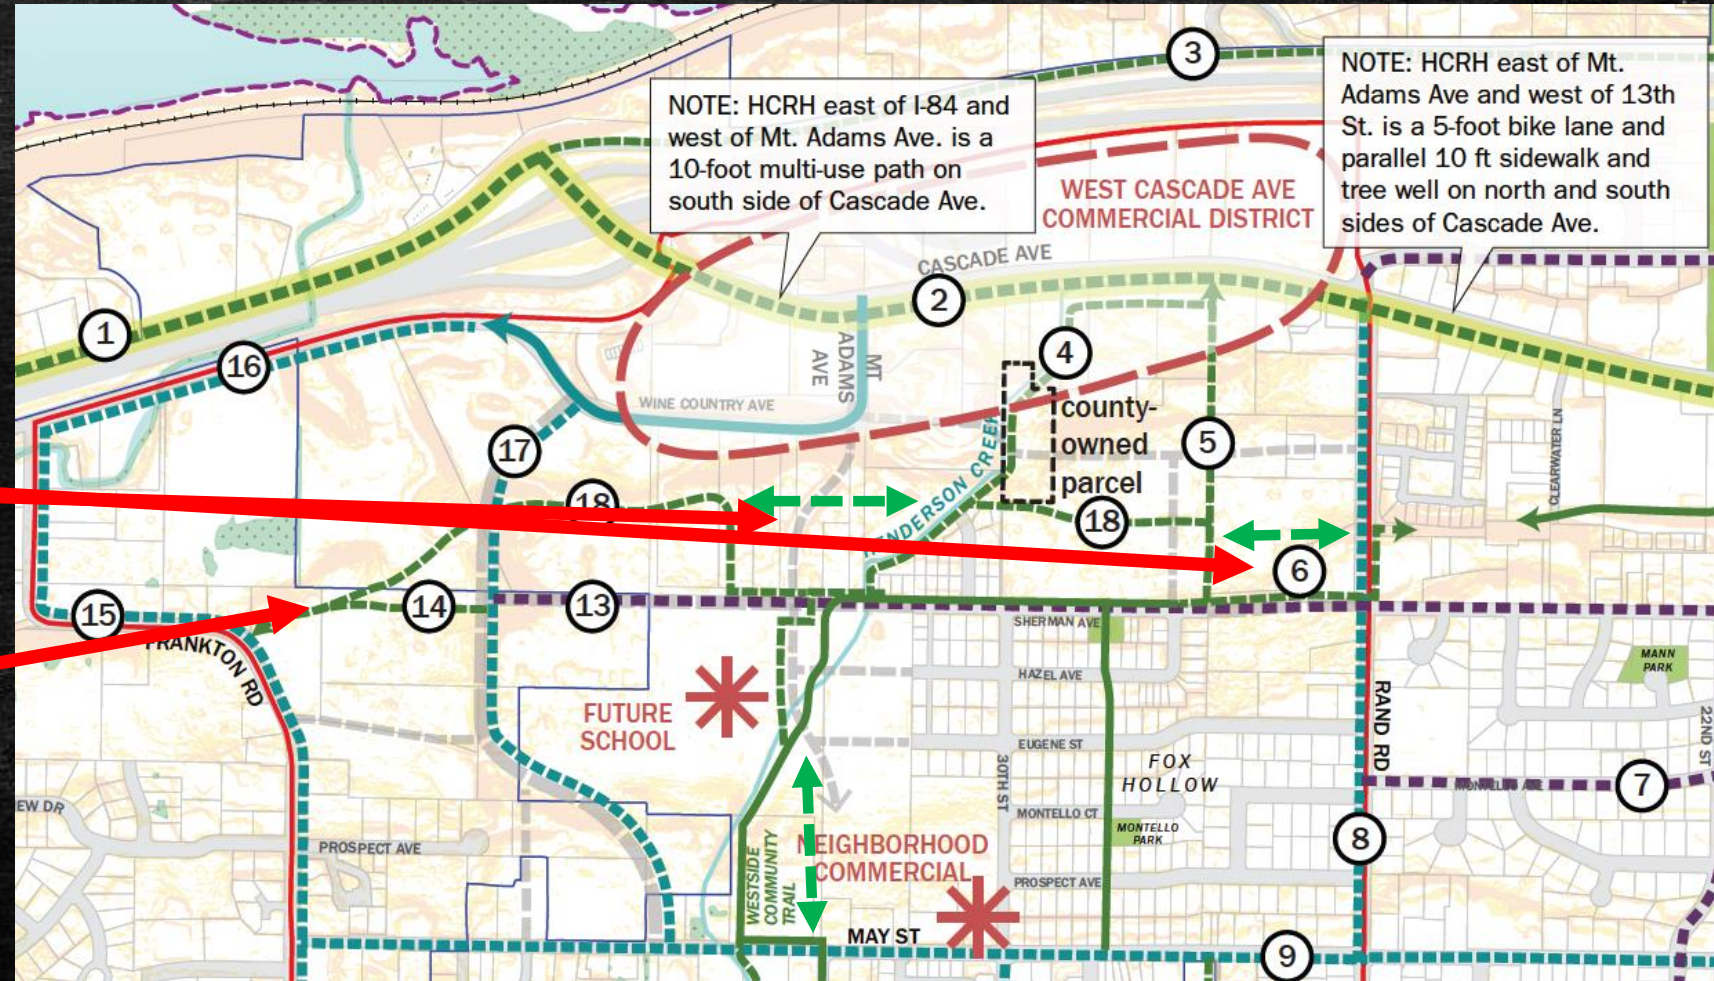 3
NOTE: HCRH east of I-84 and
west of Mt. Adams Ave. is a
10-foot multi-use path on
south side of Cascade Ave.
NOTE: HCRH east of Mt.
Adams Ave and west of 13th
St. is a 5-foot bike lane and
parallel 10 ft sidewalk and
tree well on north and south
sides of Cascade Ave.
WEST CASCADE AVE
COMMERCIAL DISTRICT
CASCADE AVE
1
2
16
MT
ADAMS
AVE
4
WINE COUNTRY AVE
county-
owned
parcel
HENDERSON CREEK
5
17
CLEARWATER LN
18
18
6
15
14
13
FRANKTON RD
SHERMAN AVE
HAZEL AVE
MANN
PARK
RAND RD
22ND ST
FUTURE
SCHOOL
EUGENE ST
30TH ST
FOX
HOLLOW
7
MONTELLO AVE
EW DR
PROSPECT AVE
MONTELLO CT
MONTELLO
PARK
8
WESTSIDE
COMMUNITY
TRAIL
NEIGHBORHOOD
COMMERCIAL
PROSPECT AVE
MAY ST
9